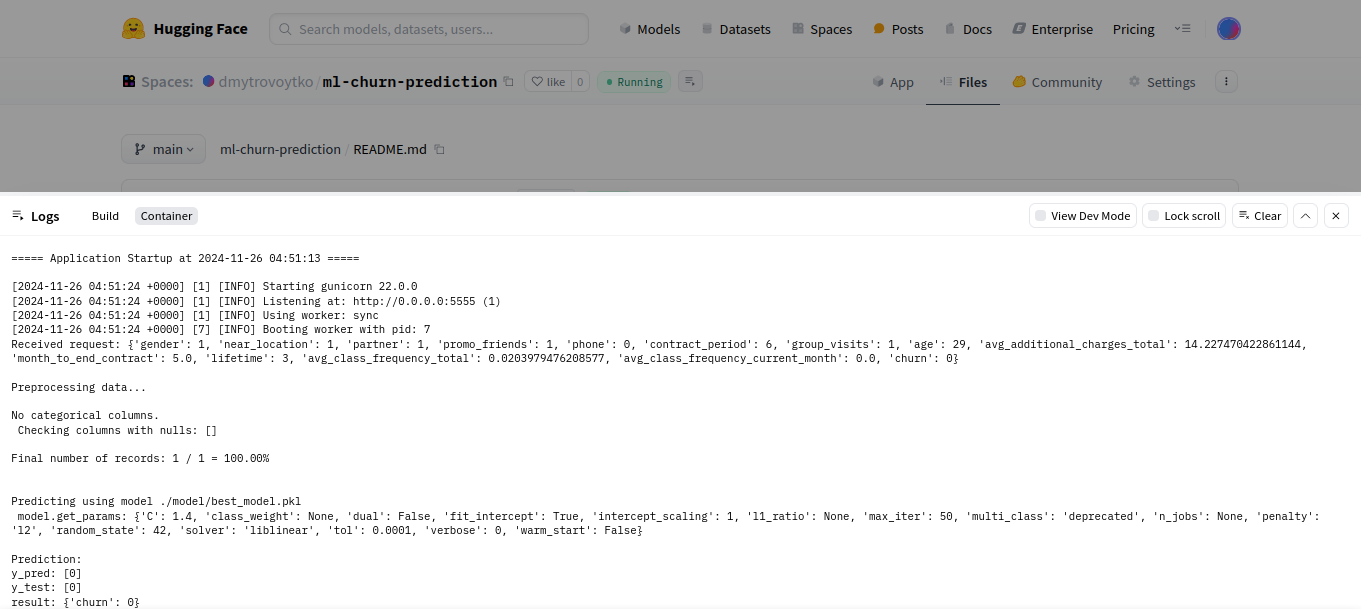 Hugging Face
Search models, datasets, users...
Models
Datasets
Spaces
Posts
Docs
Enterprise
Pricing
Spaces: dmytrovoytko/ml-churn-prediction
like 0
Running
App
Files
Community
Settings
main
ml-churn-prediction / README.md
Logs
Build
Container
View Dev Mode
Lock scroll
Clear
===== Application Startup at 2024-11-26 04:51:13 =====
[2024-11-26 04:51:24 +0000] [1] [INFO] Starting gunicorn 22.0.0
[2024-11-26 04:51:24 +0000] [1] [INFO] Listening at: http://0.0.0.0:5555 (1)
[2024-11-26 04:51:24 +0000] [1] [INFO] Using worker: sync
[2024-11-26 04:51:24 +0000] [7] [INFO] Booting worker with pid: 7
Received request: {'gender': 1, 'near_location': 1, 'partner': 1, 'promo_friends': 1, 'phone': 0, 'contract_period': 6, 'group_visits': 1, 'age': 29, 'avg_additional_charges_total': 14.227470422861144,
'month_to_end_contract': 5.0, 'lifetime': 3, 'avg_class_frequency_total': 0.0203979476208577, 'avg_class_frequency_current_month': 0.0, 'churn': 0}
Preprocessing data...
No categorical columns.
Checking columns with nulls: []
Final number of records: 1 / 1 = 100.00%
Predicting using model ./model/best_model.pkl
model.get_params: {'C': 1.4, 'class_weight': None, 'dual': False, 'fit_intercept': True, 'intercept_scaling': 1, 'l1_ratio': None, 'max_iter': 50, 'multi_class': 'deprecated', 'n_jobs': None, 'penalty':
'l2', 'random_state': 42, 'solver': 'liblinear', 'tol': 0.0001, 'verbose': 0, 'warm_start': False}
Prediction:
y_pred: [0]
y_test: [0]
result: {'churn': 0}